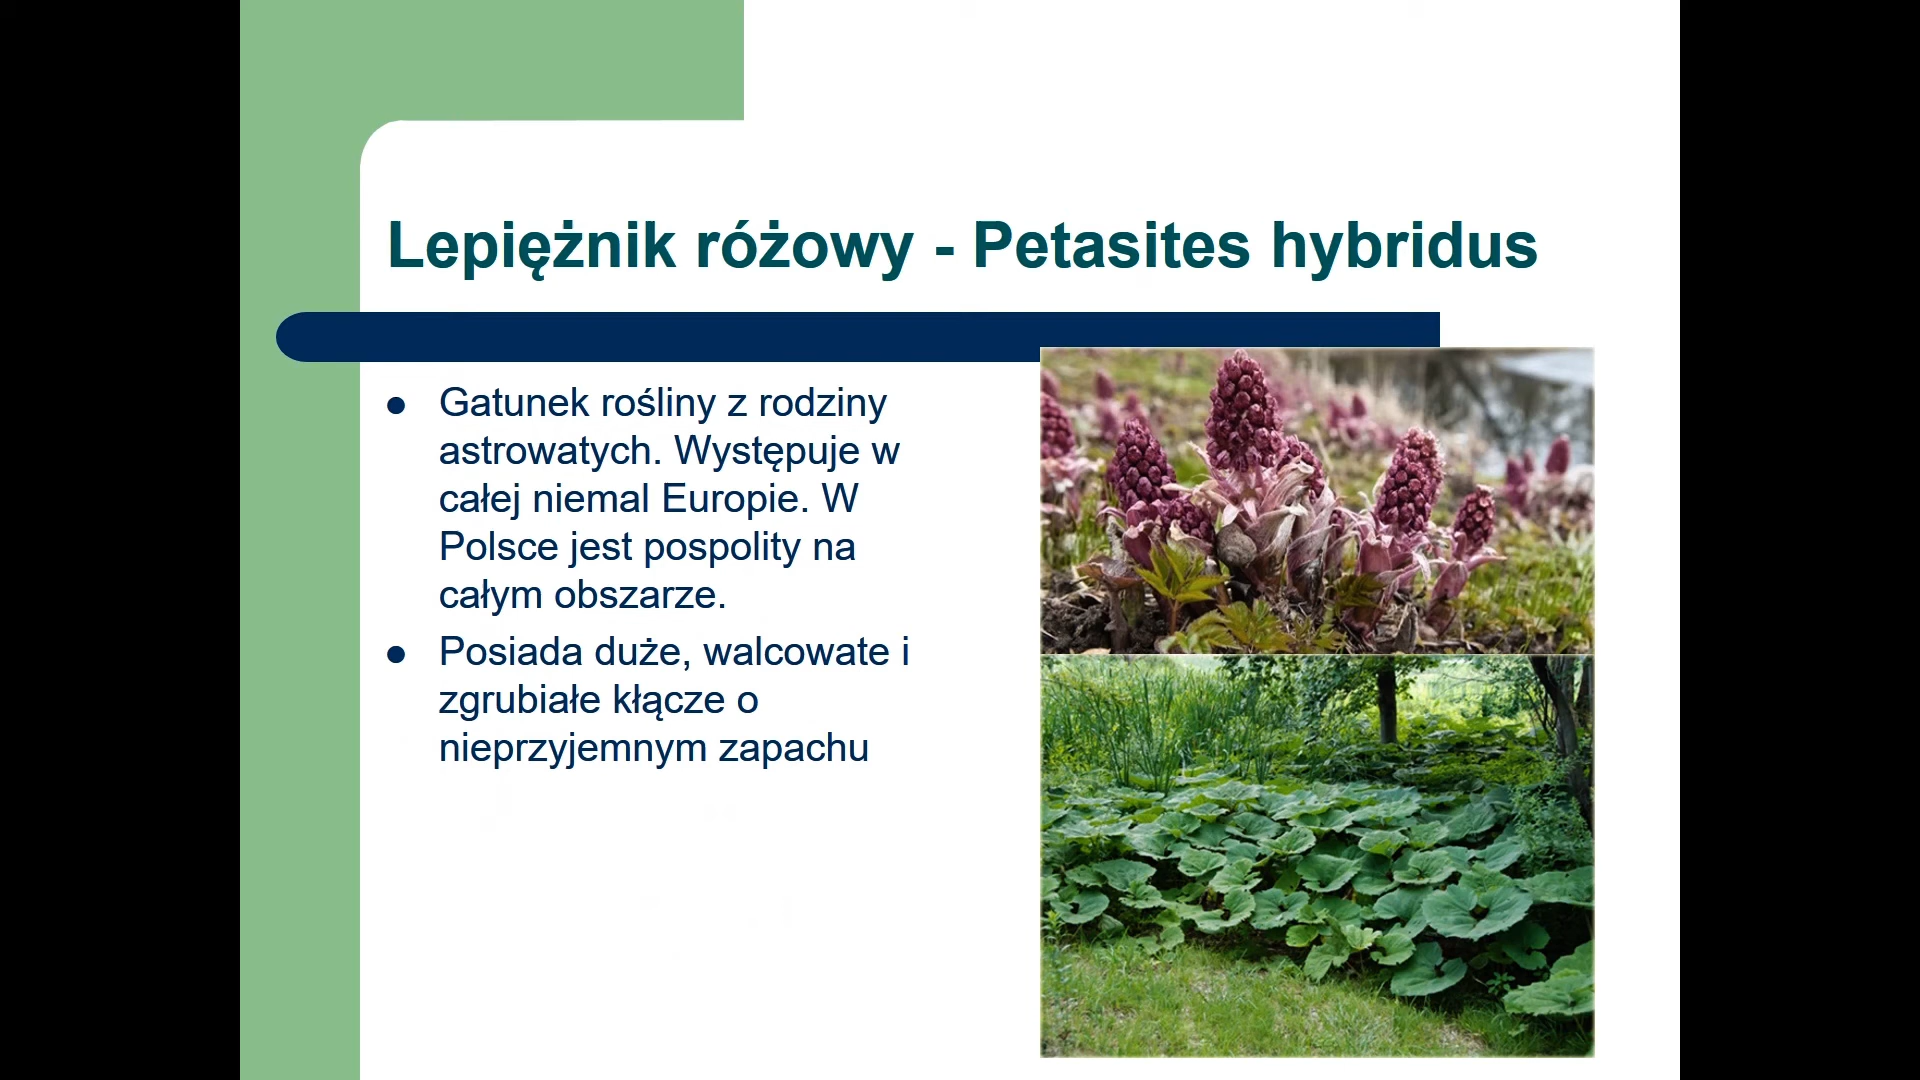 Lepiężnik różowy - Petasites hybridus
● Gatunek rośliny z rodziny
astrowatych. Występuje w
całej niemal Europie. W
Polsce jest pospolity na
całym obszarze.
● Posiada duże, walcowate i
zgrubiałe kłącze o
nieprzyjemnym zapachu